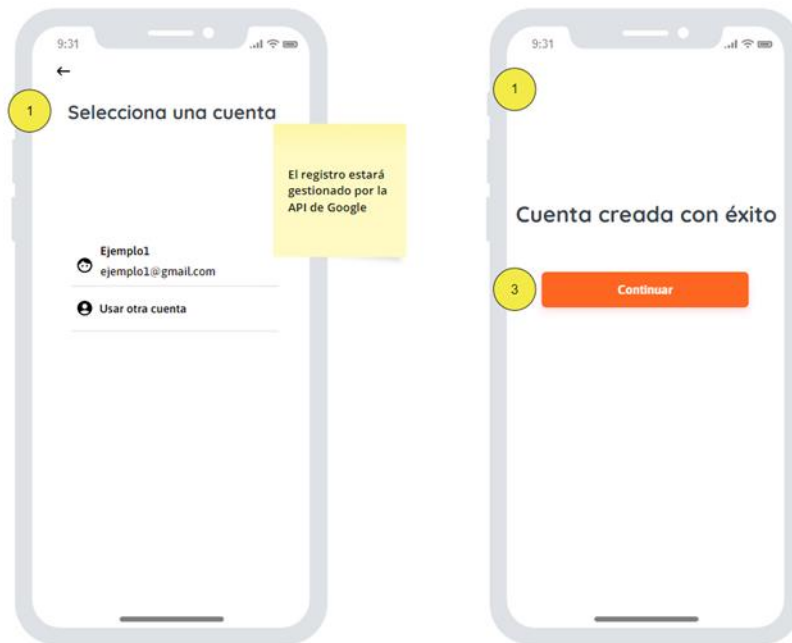 9:31
1
Selecciona una cuenta
El registro estará
gestionado por la
API de Google
Ejemplo1
ejemplo1@gmail.com
Usar otra cuenta
9:31
1
Cuenta creada con éxito
3
Continuar